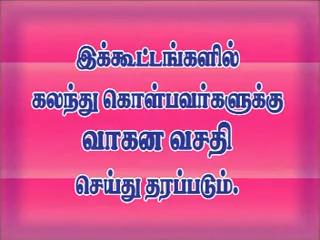 இக்கூட்டங்களில்
கலந்து கொள்பவர்களுக்கு
வாகன வசதி
செய்து தரப்படும்.